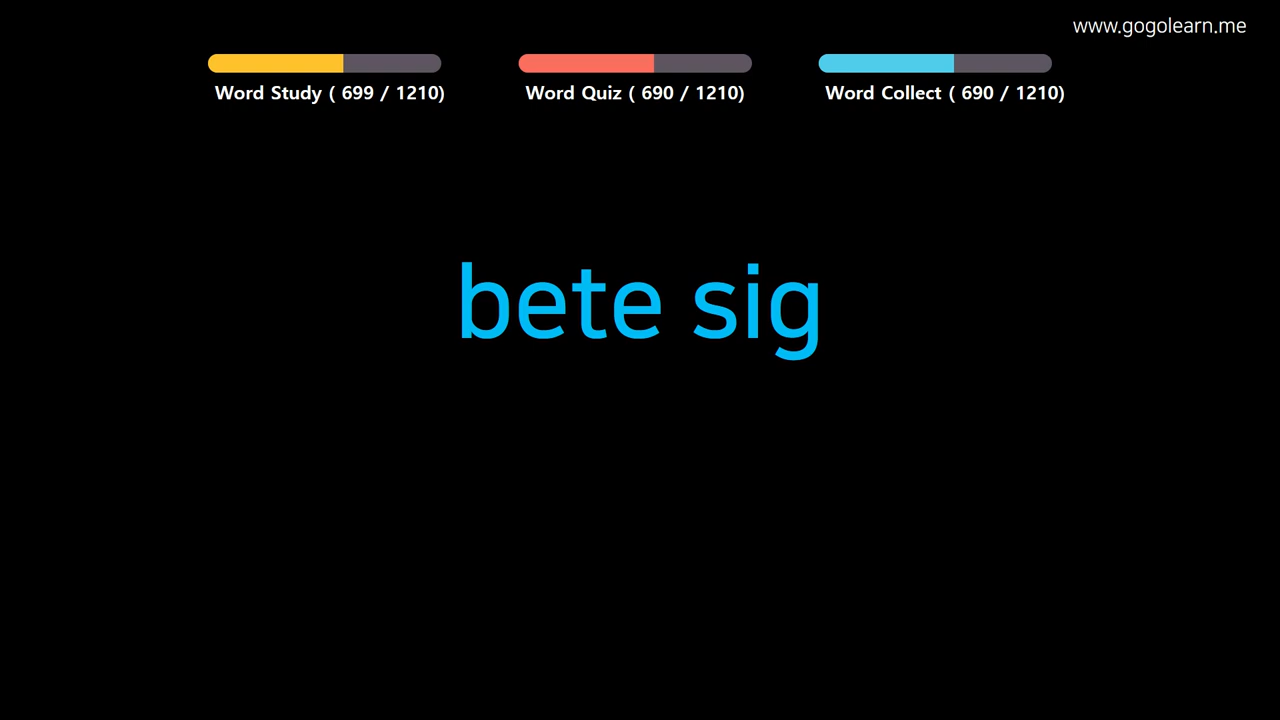 www.gogolearn.me
Word Study ( 699 / 1210)
Word Quiz ( 690 / 1210)
Word Collect ( 690 / 1210)
bete sig